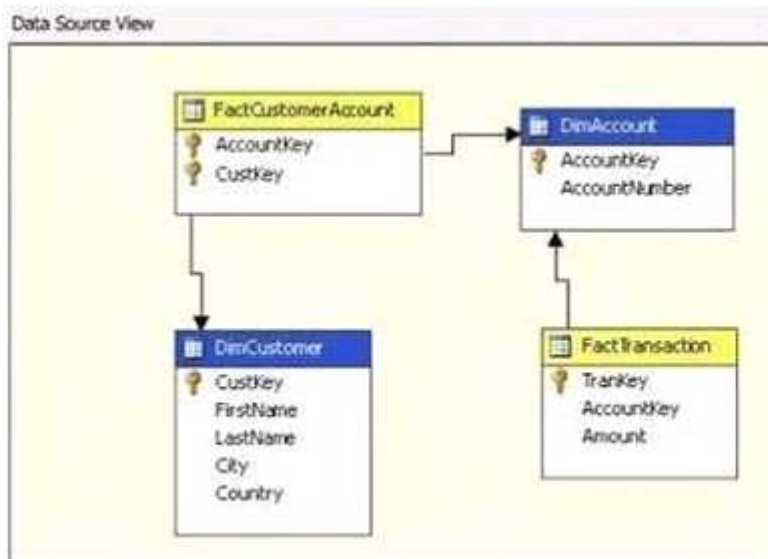 Data Source View
FactCustomerAccount
AccountKey
CustKey
DimAccount
AccountKey
AccountNumber
DimCustomer
CustKey
FirstName
LastName
City
Country
FactTransaction
TranKey
AccountKey
Amount